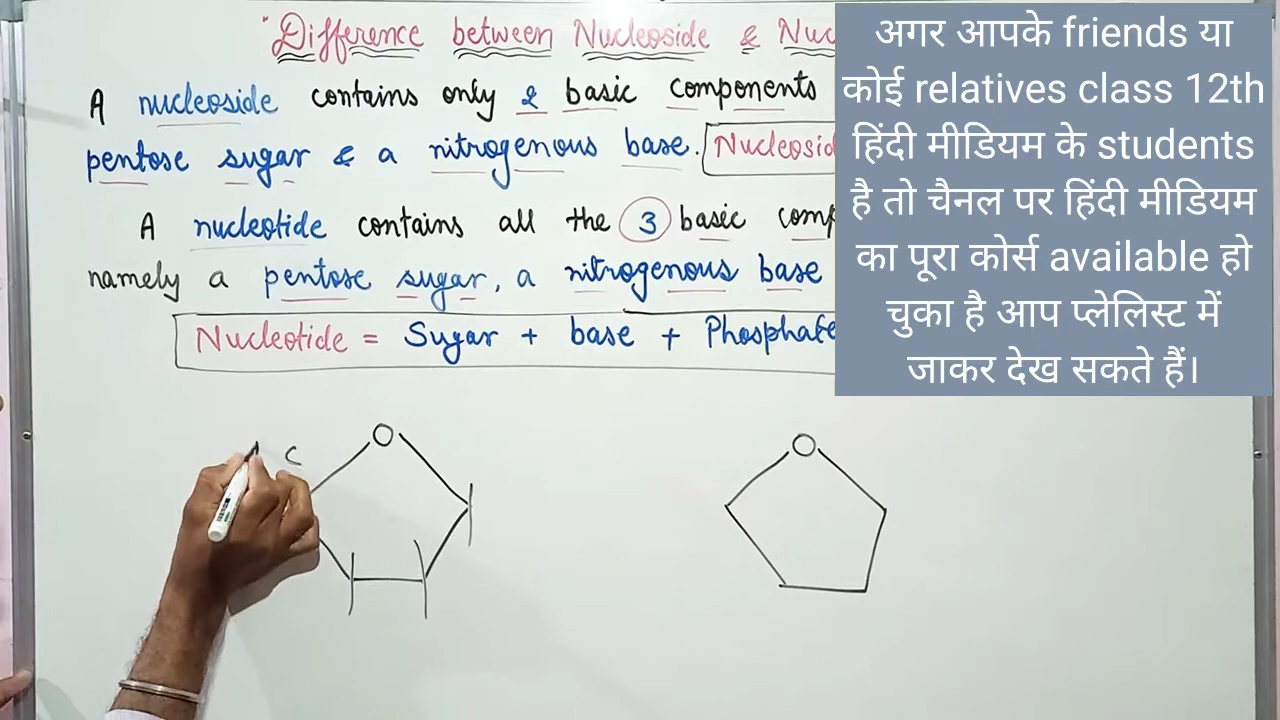 "Difference between Nucleoside & Nuc
A nucleoside contains only 2 basic components
pentose sugar & a nitrogenous base. Nucleosid
A nucleotide contains all the 3 basic comp
namely a pentose sugar, a nitrogenous base
Nucleotide = Sugar + base + Phosphate
O
C
O
अगर आपके friends या
कोई relatives class 12th
हिंदी मीडियम के students
है तो चैनल पर हिंदी मीडियम
का पूरा कोर्स available हो
चुका है आप प्लेलिस्ट में
जाकर देख सकते हैं।